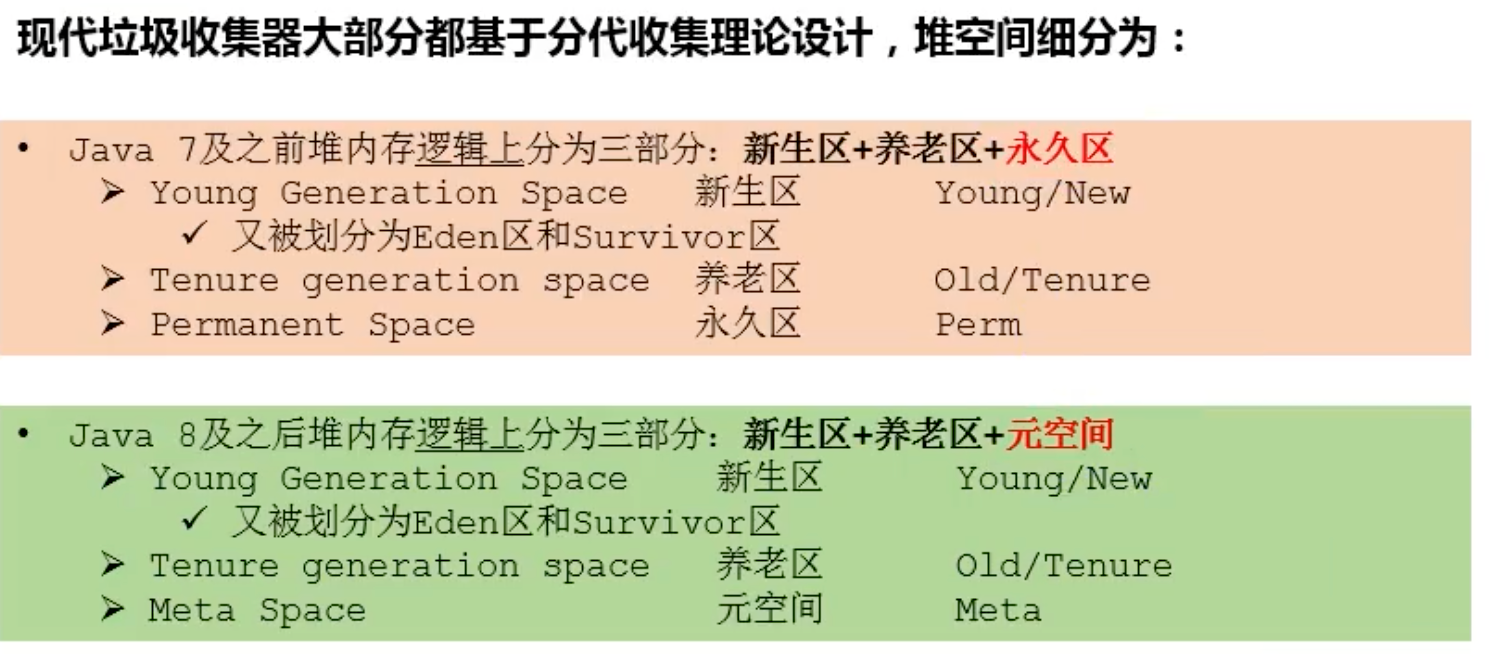 现代垃圾收集器大部分都基于分代收集理论设计，堆空间细分为：
• Java 7及之前堆内存逻辑上分为三部分：新生区+养老区+永久区
➢ Young Generation Space 新生区 Young/New
✓ 又被划分为Eden区和Survivor区
➢ Tenure generation space 养老区 Old/Tenure
➢ Permanent Space 永久区 Perm
• Java 8及之后堆内存逻辑上分为三部分：新生区+养老区+元空间
➢ Young Generation Space 新生区 Young/New
✓ 又被划分为Eden区和Survivor区
➢ Tenure generation space 养老区 Old/Tenure
➢ Meta Space 元空间 Meta